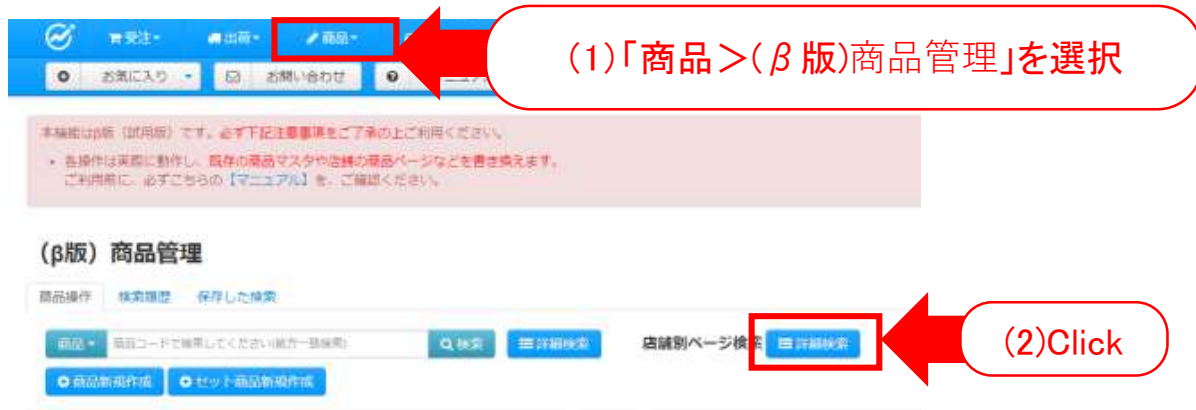 受注 出荷 商品
(1)「商品＞(β版)商品管理」を選択
お気に入り お問い合わせ
本機能はβ版（試用版）です。必ず下記注意事項をご了承の上ご利用ください。
・各操作は実際に動作し、既存の商品マスタや店舗の商品ページなどを書き換えます。
ご利用前に、必ずこちらの【マニュアル】を、ご確認ください。
(β版) 商品管理
商品操作 検索履歴 保存した検索
商品 商品コードで検索してください(前方一致検索) 検索 詳細検索 店舗別ページ検索 詳細検索
(2)Click
商品新規作成 セット商品新規作成